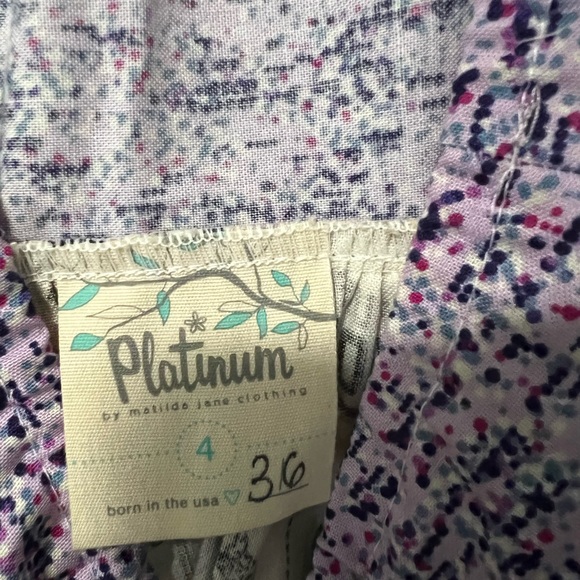 Platinum
by matilda jane clothing
4
born in the usa ♡ 36